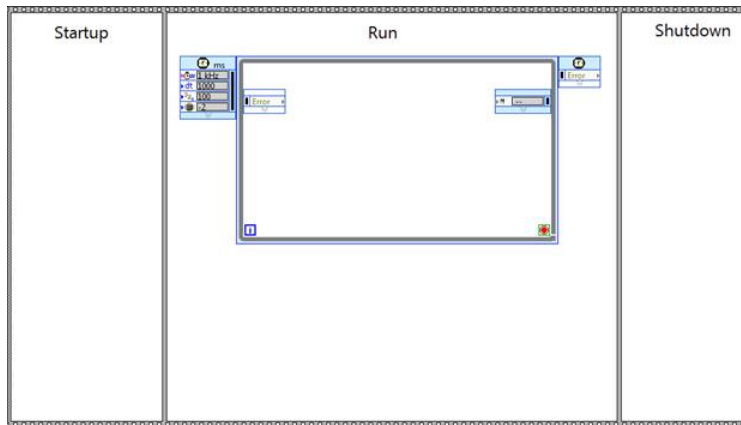 Startup
Run
Shutdown
ms
1 kHz
dt 1000
100
-2
Error
Error
M --
i